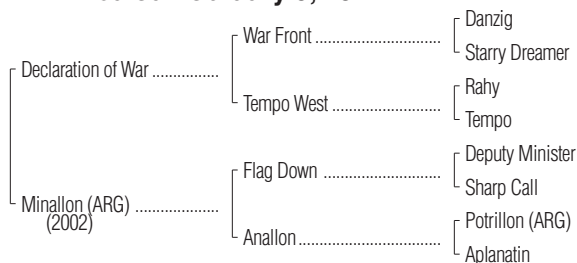 War Front ........................
Danzig
Starry Dreamer
Declaration of War ...............
Tempo West ........................
Rahy
Tempo
Flag Down ........................
Deputy Minister
Sharp Call
Minallon (ARG) ...................
(2002)
Anallon.............................
Potrillon (ARG)
Aplanatin